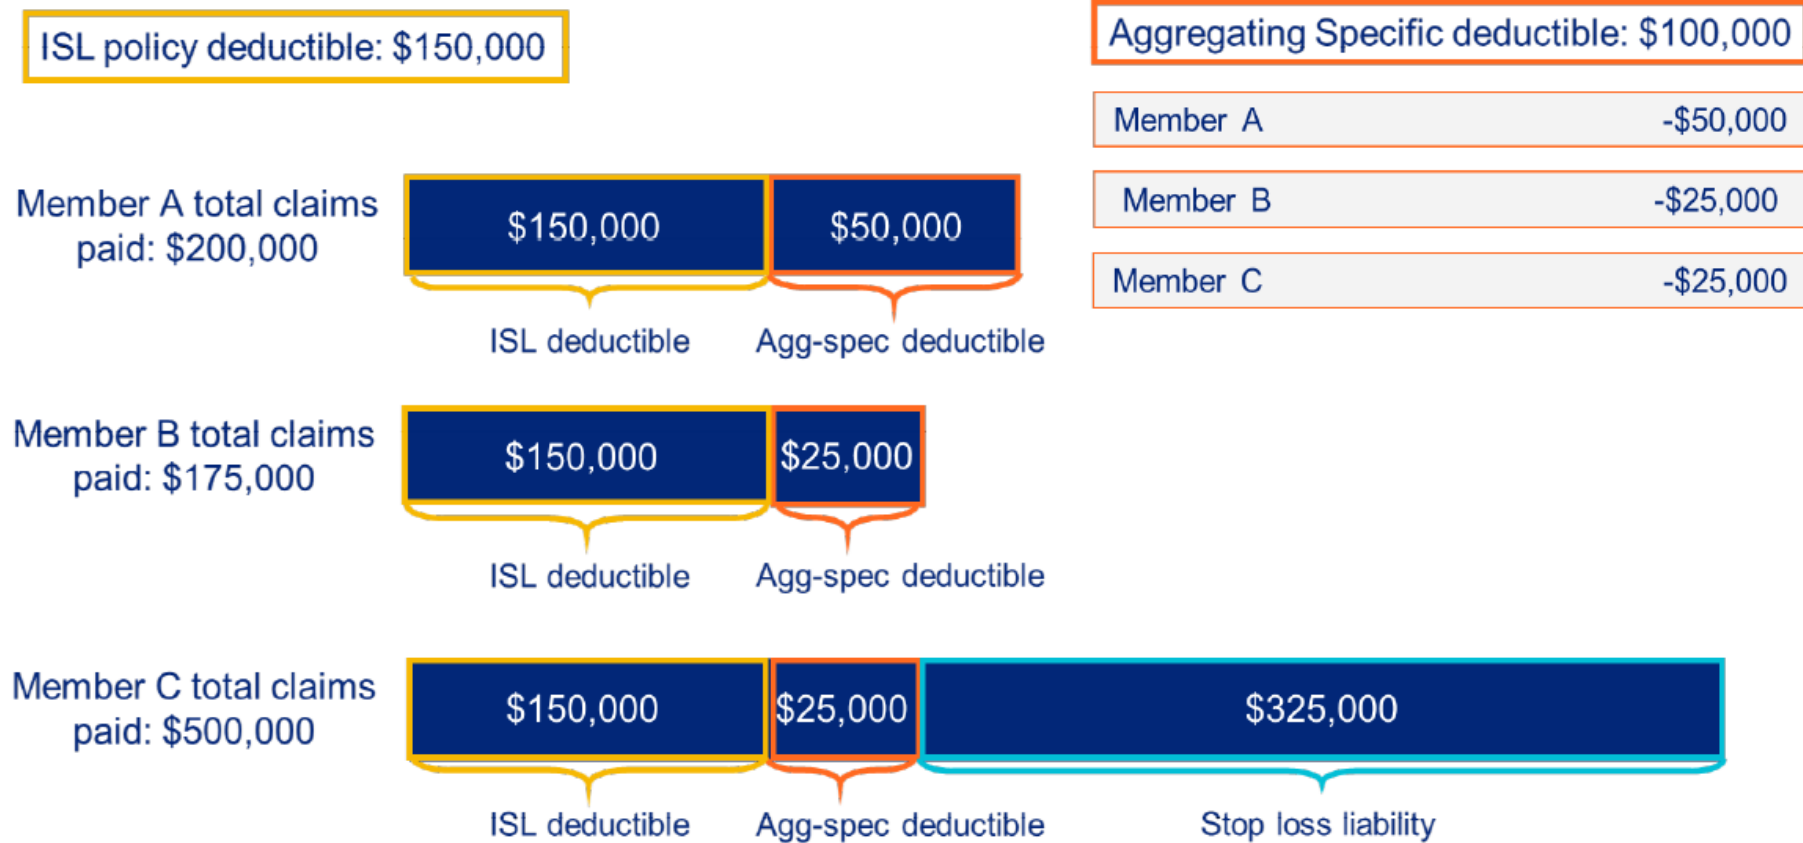 ISL policy deductible: $150,000
Aggregating Specific deductible: $100,000
Member A -$50,000
Member B -$25,000
Member C -$25,000
Member A total claims
paid: $200,000
$150,000 $50,000
ISL deductible Agg-spec deductible
Member B total claims
paid: $175,000
$150,000 $25,000
ISL deductible Agg-spec deductible
Member C total claims
paid: $500,000
$150,000 $25,000 $325,000
ISL deductible Agg-spec deductible Stop loss liability